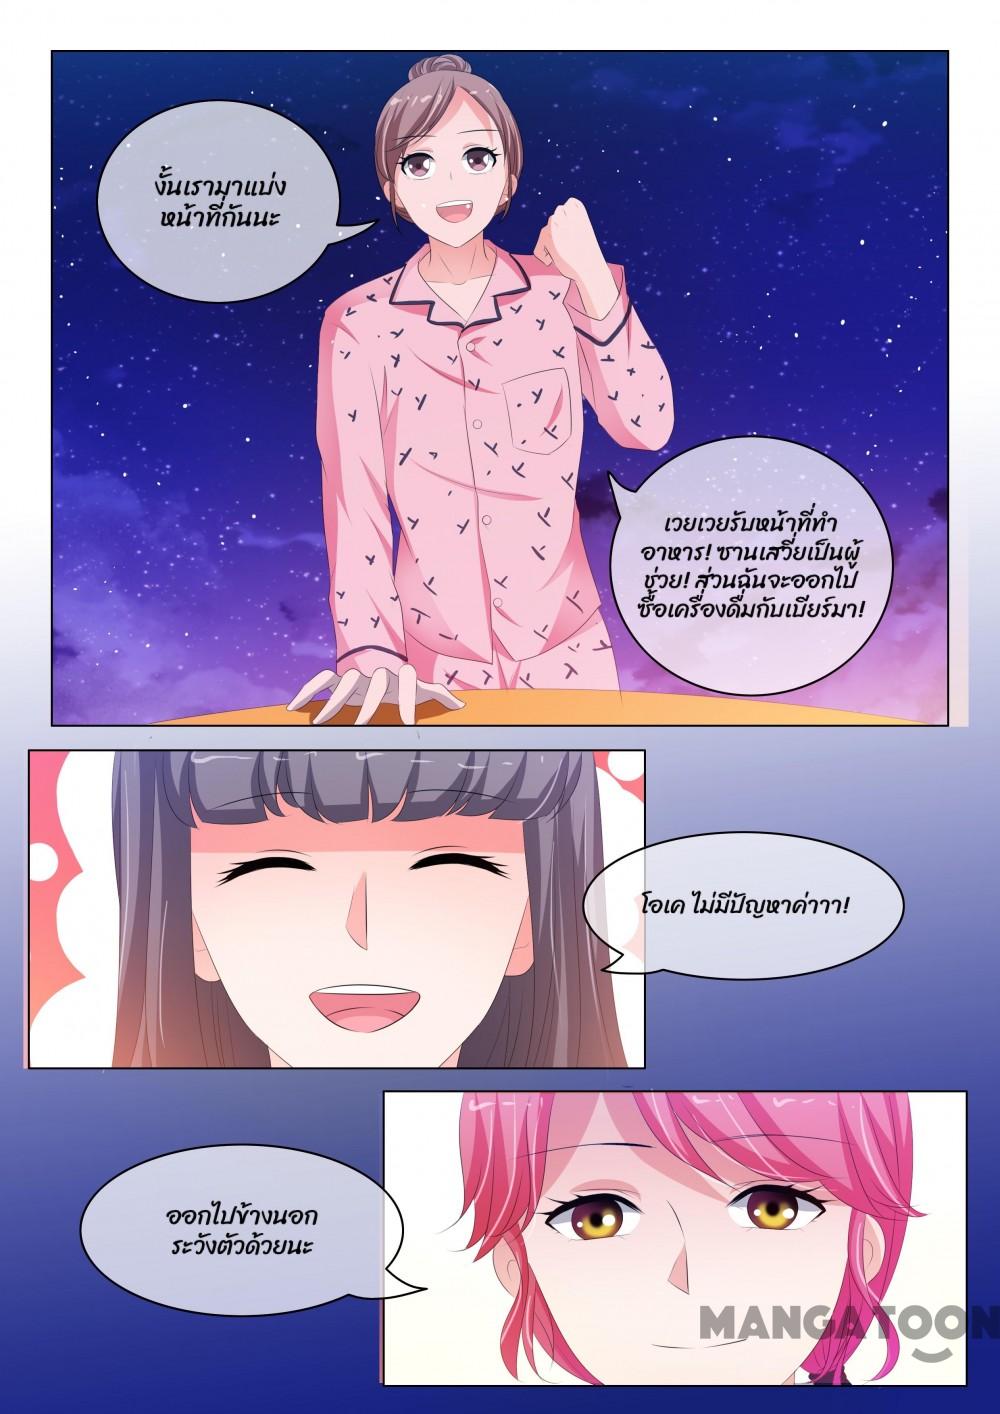 งั้นเรามาแบ่ง
หน้าที่กันนะ
เวยเวยรับหน้าที่ทำ
อาหาร! ซานเสวี่ยเป็นผู้
ช่วย! ส่วนฉันจะออกไป
ซื้อเครื่องดื่มกับเบียร์มา!
โอเค ไม่มีปัญหาค่าาา!
ออกไปข้างนอก
ระวังตัวด้วยนะ
MANGATOON